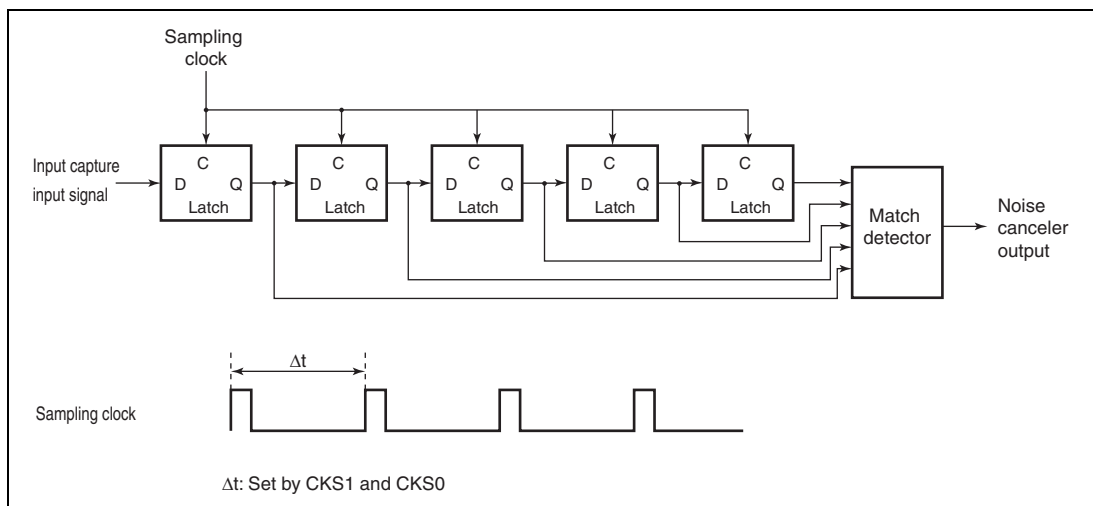 Sampling
clock
Input capture
input signal
C
D Q
Latch
C
D Q
Latch
C
D Q
Latch
C
D Q
Latch
C
D Q
Latch
Match
detector
Noise
canceler
output
Δt
Sampling clock
Δt: Set by CKS1 and CKS0